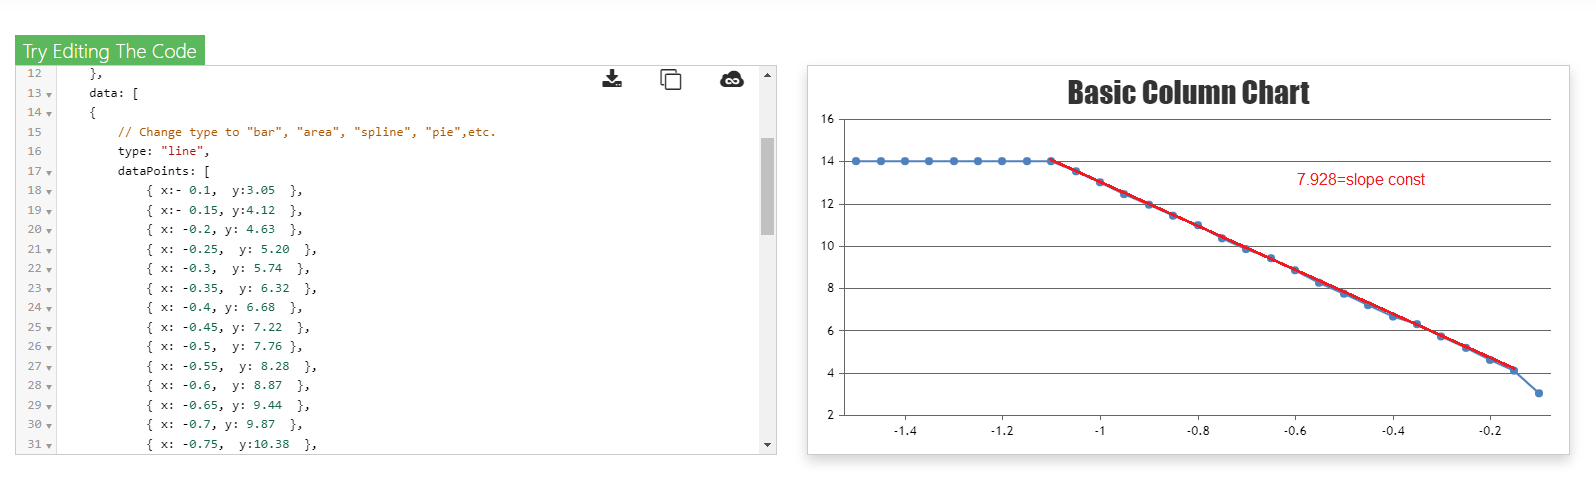 Try Editing The Code
12 },
13 data: [
14 {
15 // Change type to "bar", "area", "spline", "pie",etc.
16 type: "line",
17 dataPoints: [
18 { x:- 0.1,  y:3.05  },
19 { x:- 0.15, y:4.12  },
20 { x: -0.2, y: 4.63  },
21 { x: -0.25,  y: 5.20  },
22 { x: -0.3,  y: 5.74  },
23 { x: -0.35,  y: 6.32  },
24 { x: -0.4, y: 6.68  },
25 { x: -0.45, y: 7.22  },
26 { x: -0.5,  y: 7.76 },
27 { x: -0.55,  y: 8.28  },
28 { x: -0.6,  y: 8.87  },
29 { x: -0.65, y: 9.44  },
30 { x: -0.7, y: 9.87  },
31 { x: -0.75,  y:10.38  },
Basic Column Chart
16
14
12
10
8
6
4
2
7.928=slope const
-1.4 -1.2 -1 -0.8 -0.6 -0.4 -0.2